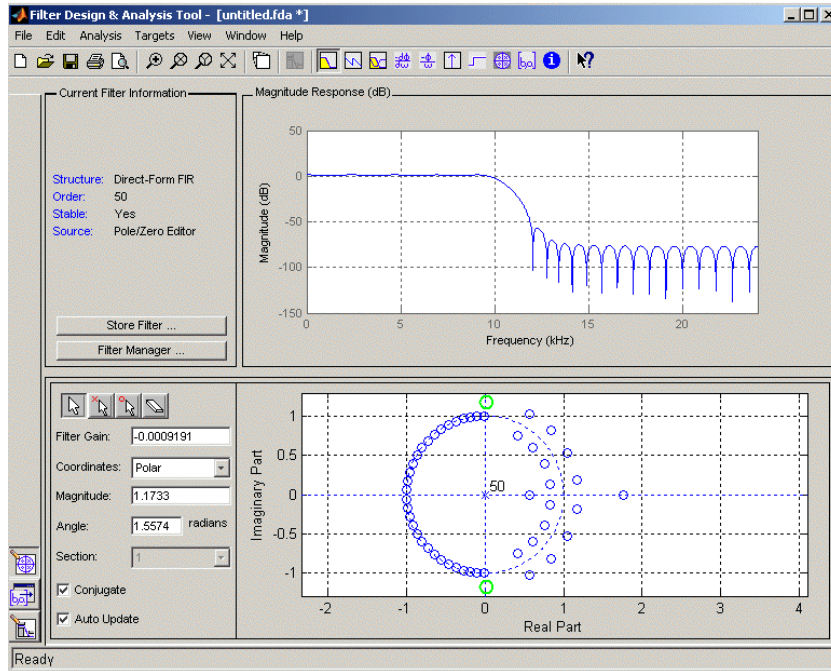 Filter Design & Analysis Tool - [untitled.fda *]
File Edit Analysis Targets View Window Help
Current Filter Information
Structure: Direct-Form FIR
Order: 50
Stable: Yes
Source: Pole/Zero Editor
Store Filter ...
Filter Manager ...
Magnitude Response (dB)
50
0
-50
-100
-150
Magnitude (dB)
0 5 10 15 20
Frequency (kHz)
Filter Gain: -0.0009191
Coordinates: Polar
Magnitude: 1.1733
Angle: 1.5574 radians
Section: 1
Conjugate
Auto Update
1
0.5
0
-0.5
-1
Imaginary Part
50
-2 -1 0 1 2 3 4
Real Part
Ready